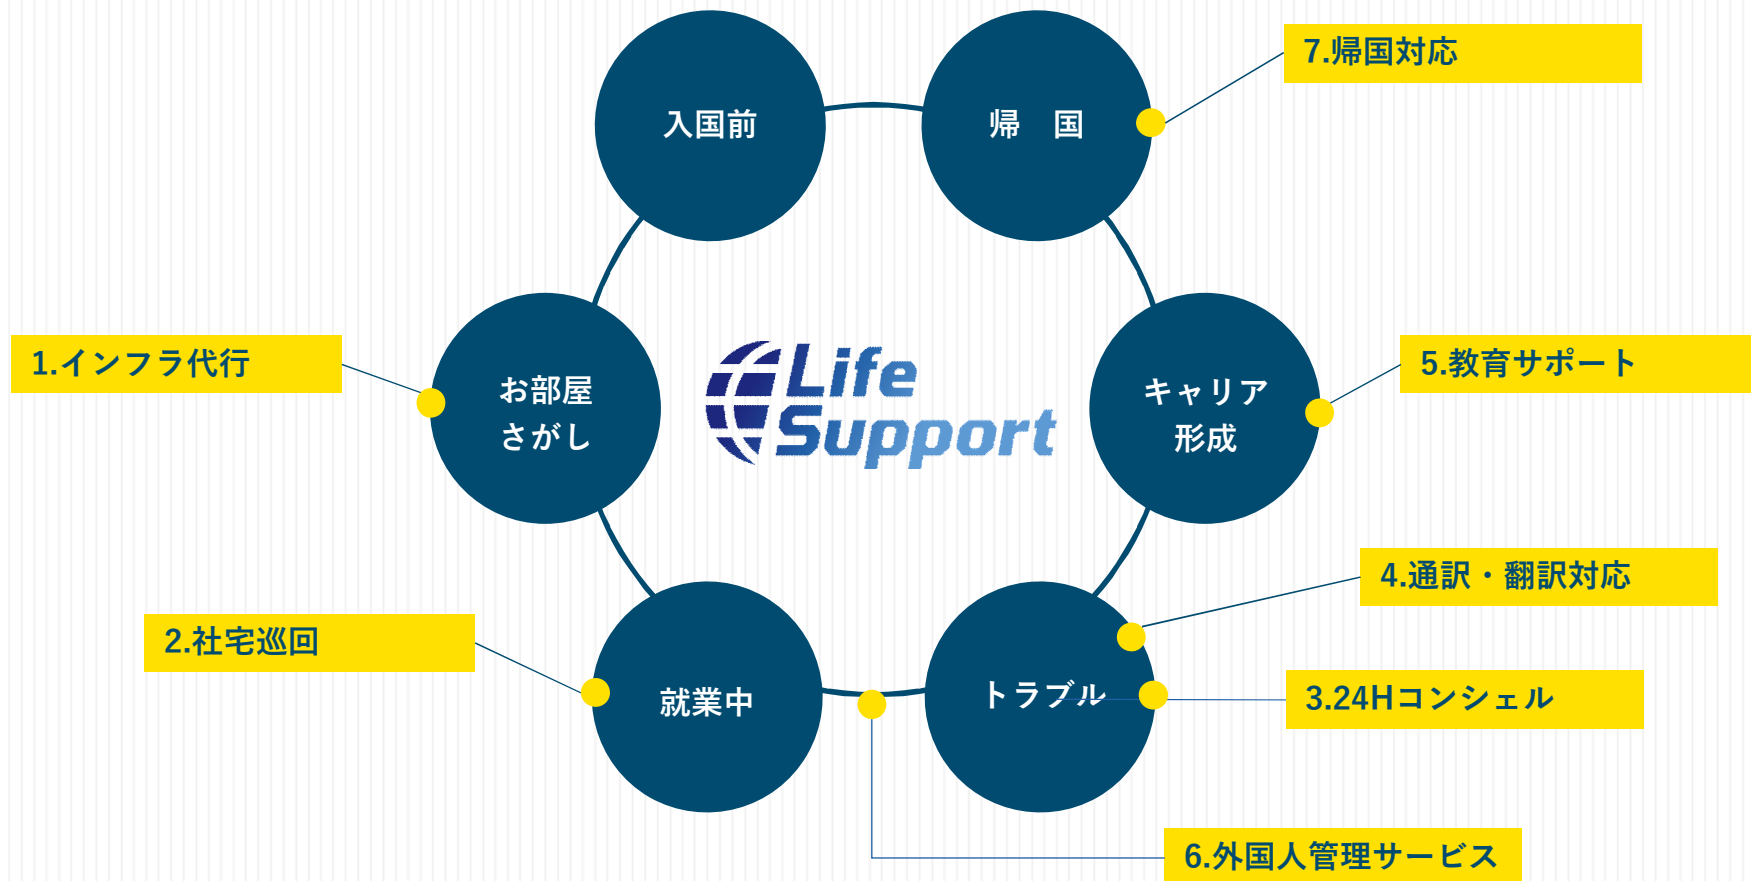 7.帰国対応
入国前
帰　国
1.インフラ代行
お部屋
さがし
Life
Support
キャリア
形成
5.教育サポート
4.通訳・翻訳対応
2.社宅巡回
就業中
トラブル
3.24Hコンシェル
6.外国人管理サービス